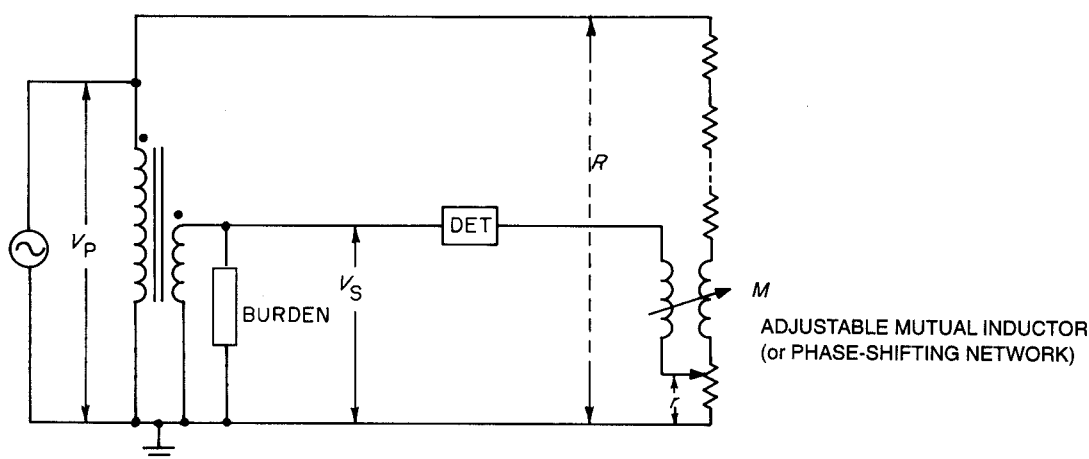 R
V_P
DET
V_S
BURDEN
M
ADJUSTABLE MUTUAL INDUCTOR
(or PHASE-SHIFTING NETWORK)
r